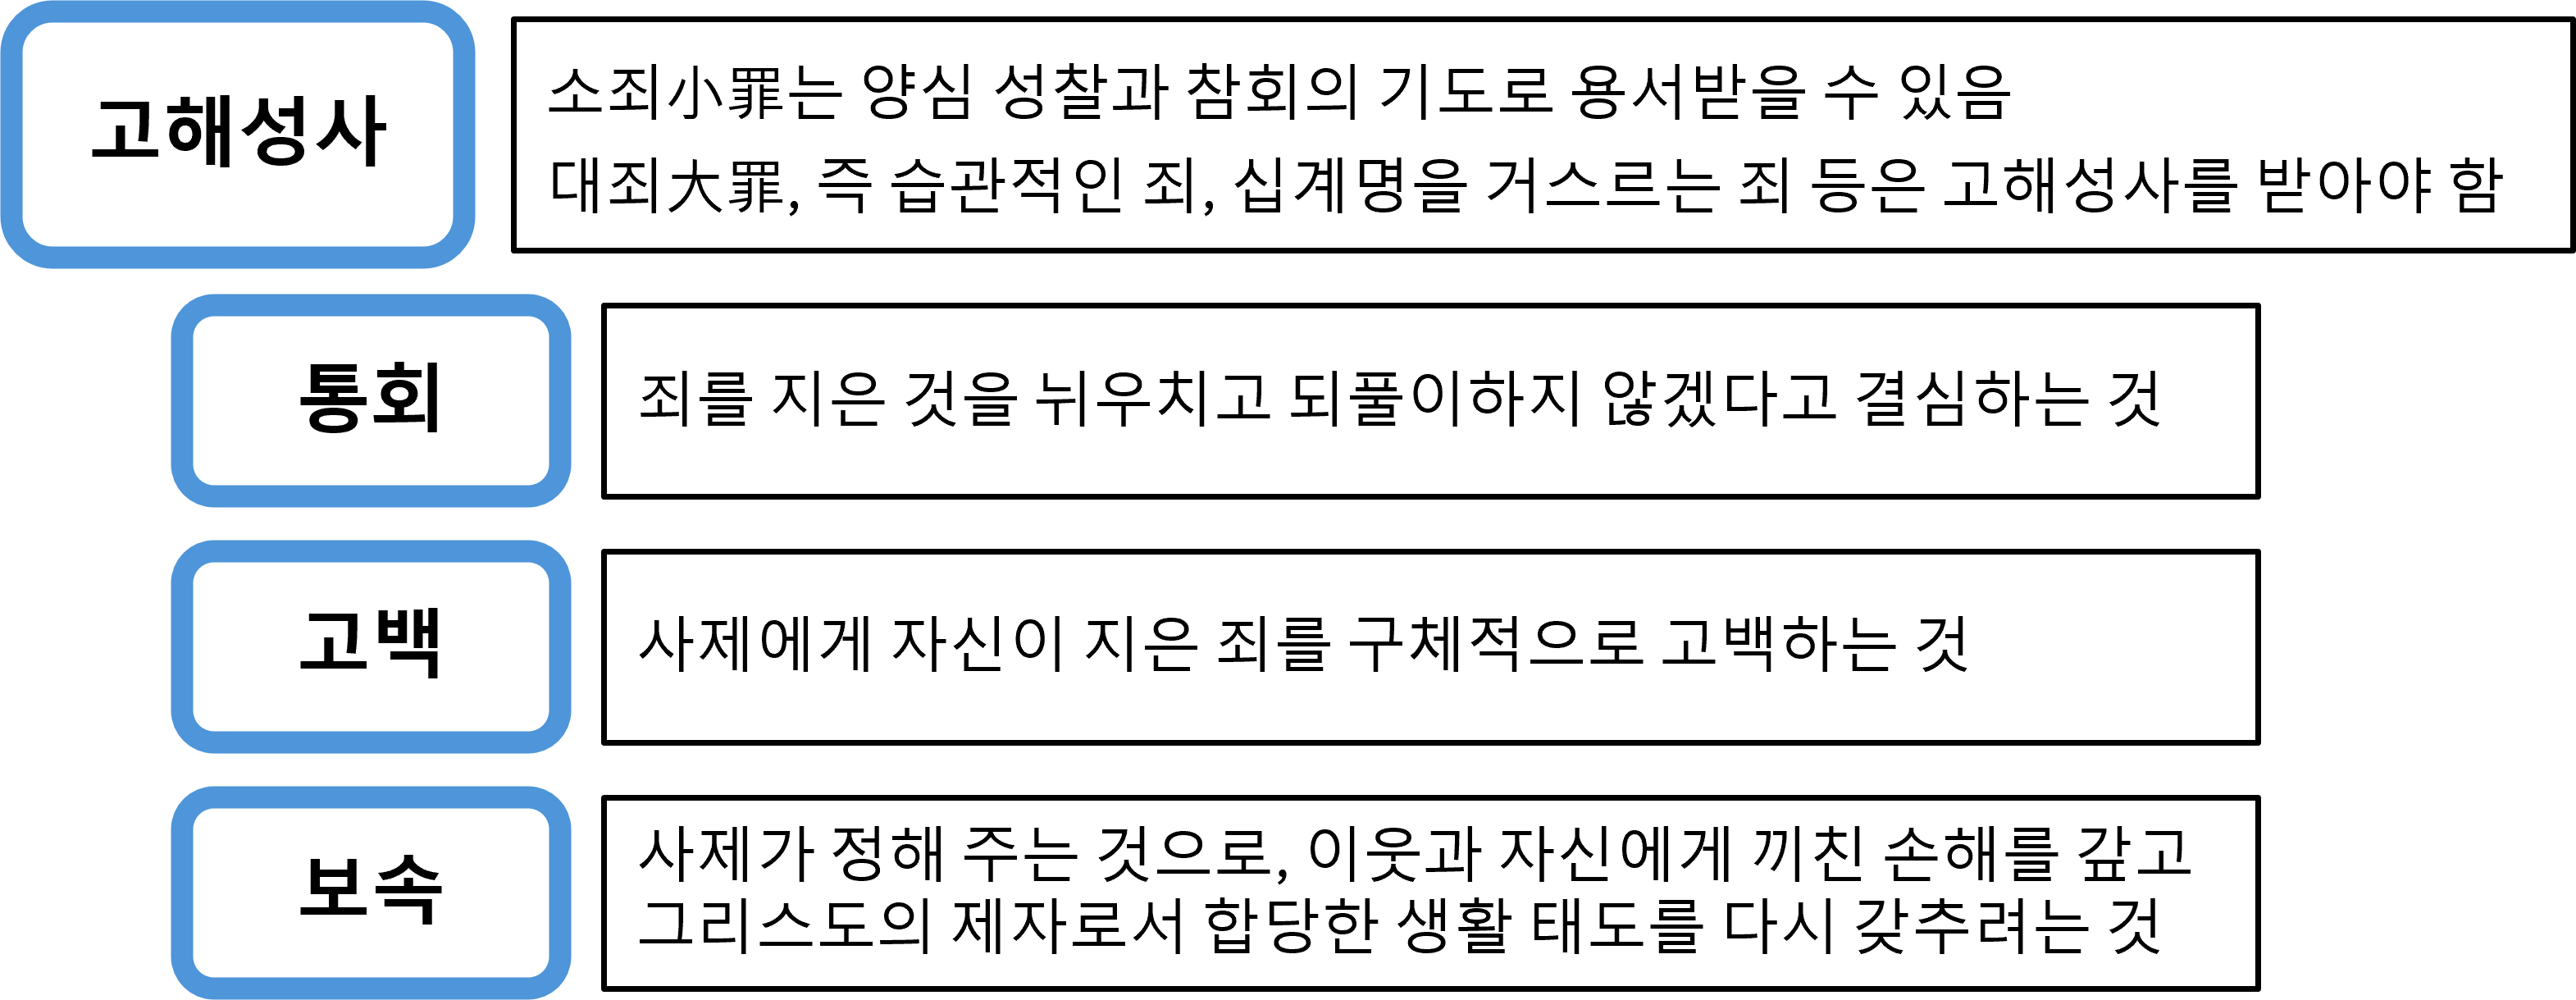 고해성사
소죄小罪는 양심 성찰과 참회의 기도로 용서받을 수 있음
대죄大罪, 즉 습관적인 죄, 십계명을 거스르는 죄 등은 고해성사를 받아야 함
통회
죄를 지은 것을 뉘우치고 되풀이하지 않겠다고 결심하는 것
고백
사제에게 자신이 지은 죄를 구체적으로 고백하는 것
보속
사제가 정해 주는 것으로, 이웃과 자신에게 끼친 손해를 갚고
그리스도의 제자로서 합당한 생활 태도를 다시 갖추려는 것